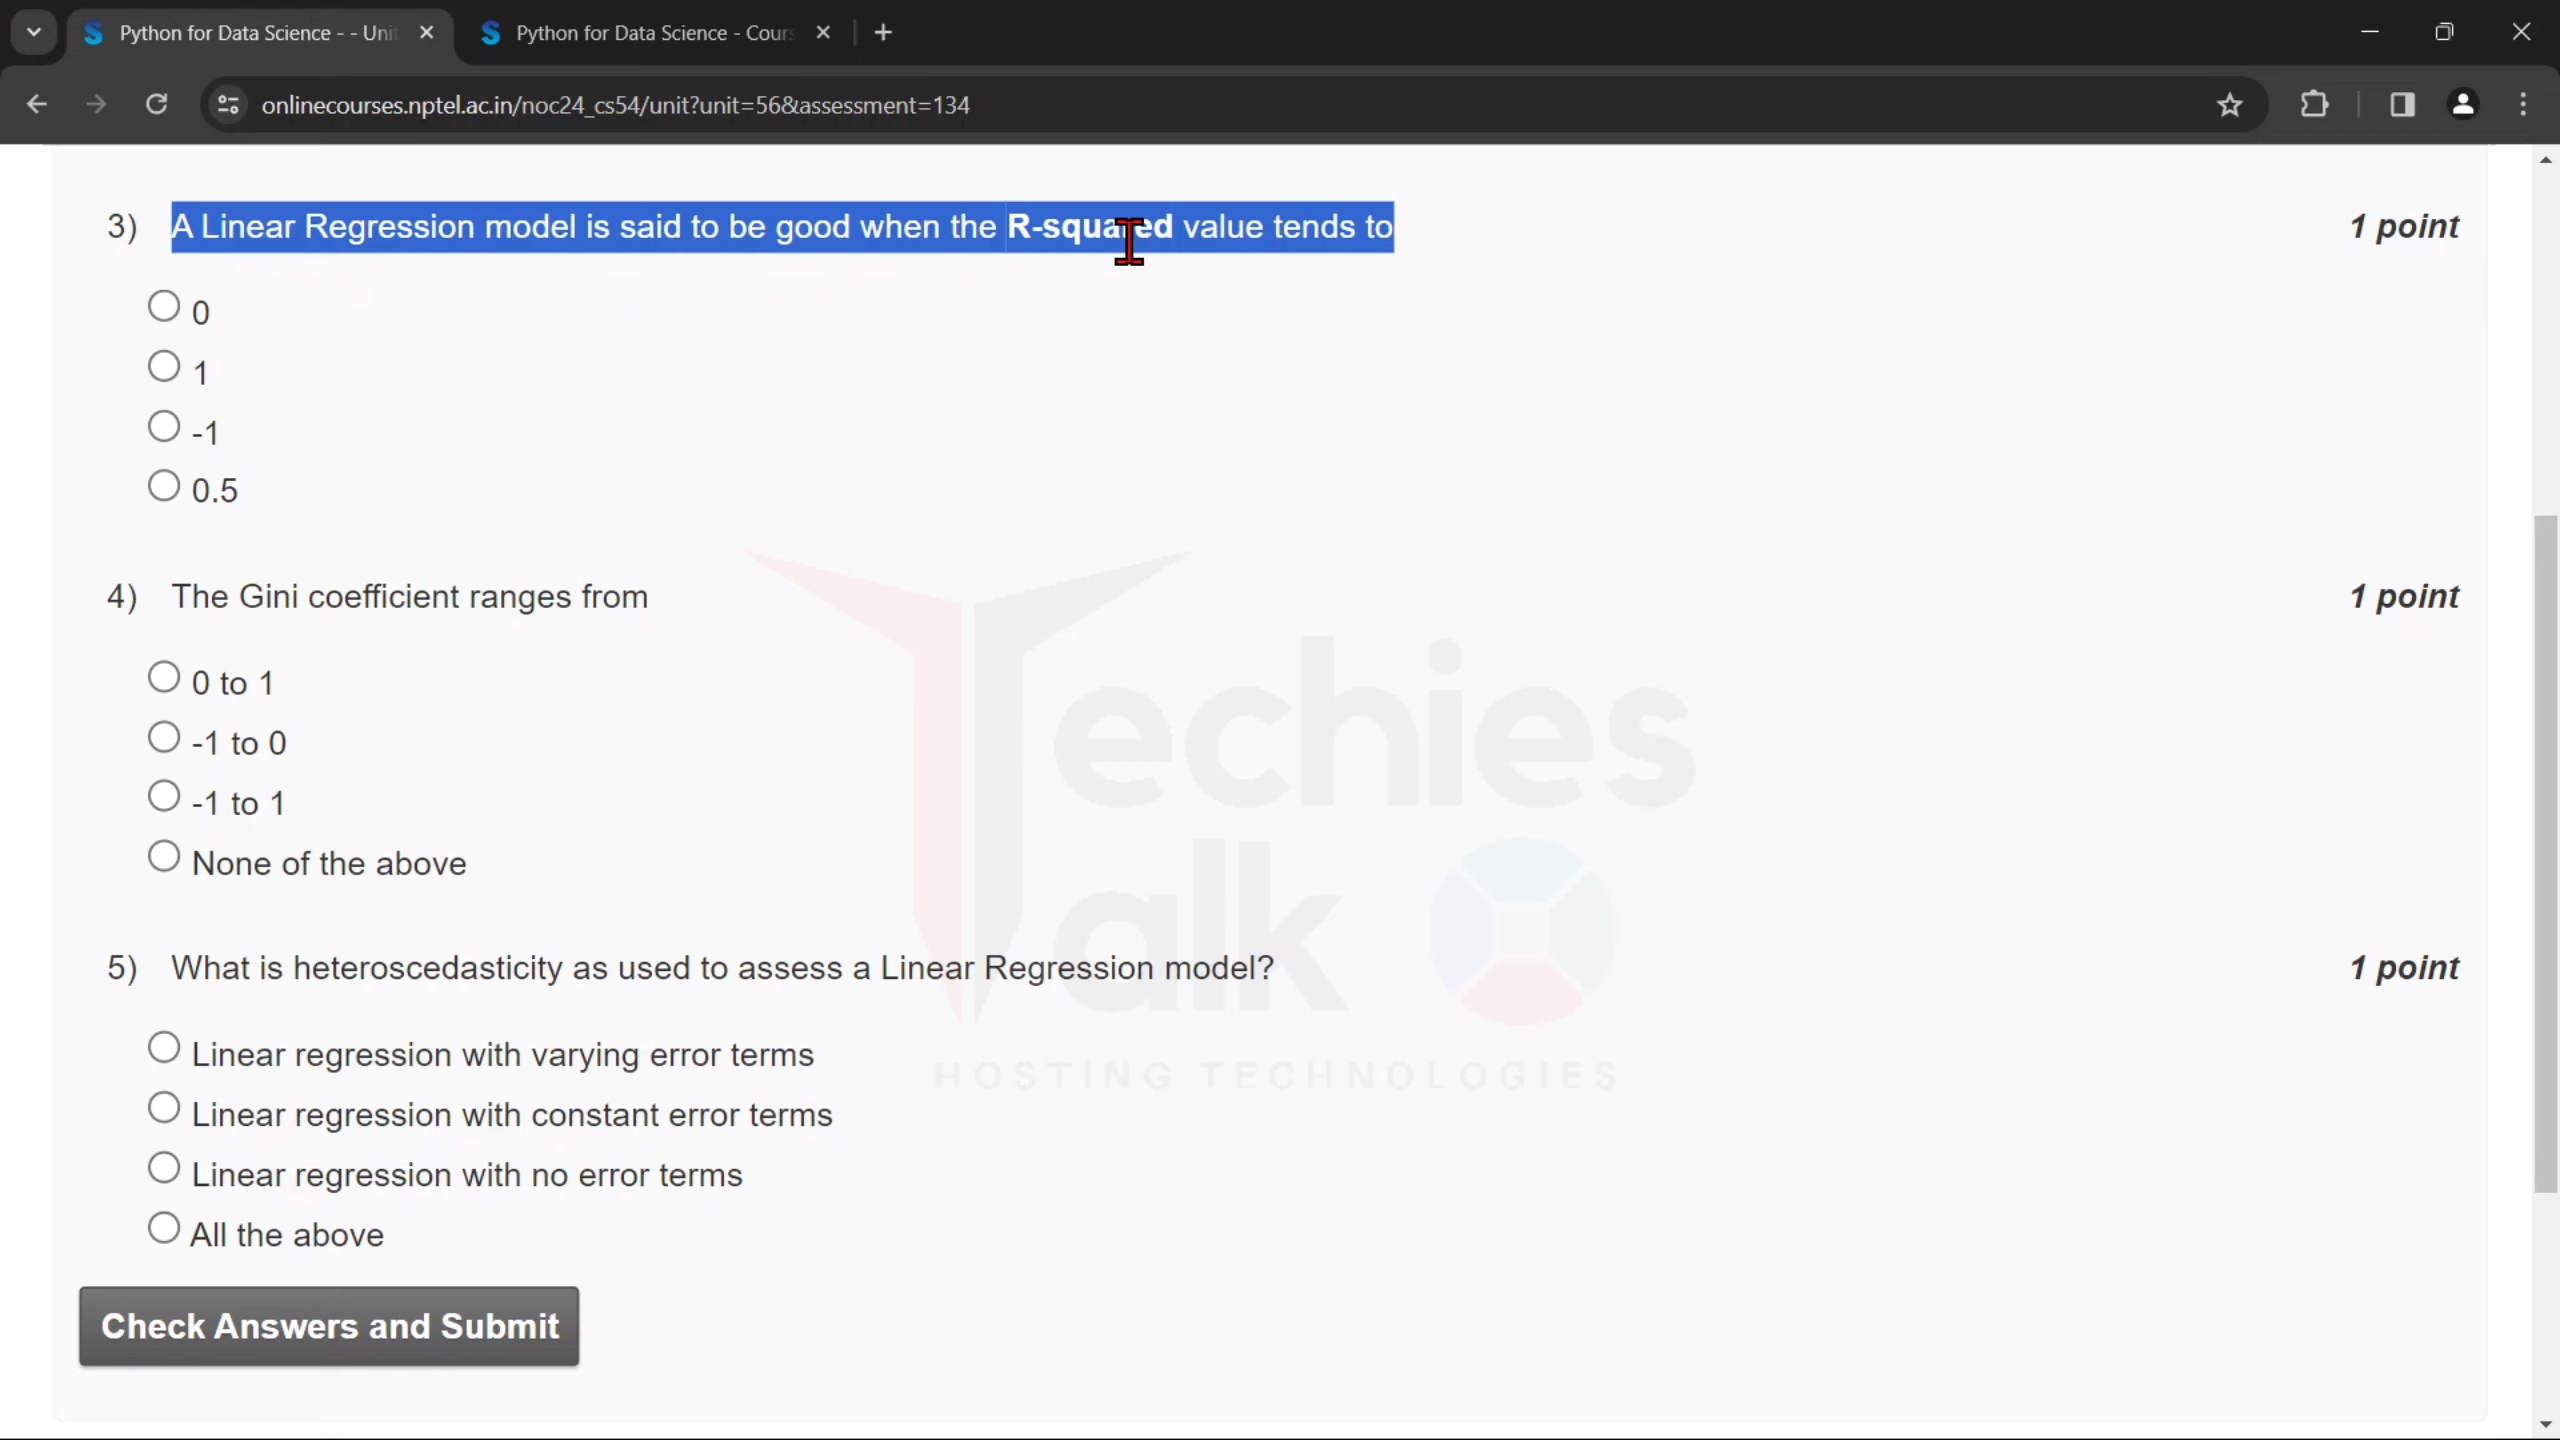 Python for Data Science - - Uni
Python for Data Science - Cour
onlinecourses.nptel.ac.in/noc24_cs54/unit?unit=56&assessment=134
3) A Linear Regression model is said to be good when the R-squared value tends to 1 point
0
1
-1
0.5
4) The Gini coefficient ranges from 1 point
0 to 1
-1 to 0
-1 to 1
None of the above
5) What is heteroscedasticity as used to assess a Linear Regression model? 1 point
Linear regression with varying error terms
Linear regression with constant error terms
Linear regression with no error terms
All the above
Check Answers and Submit
Techies
Talk
HOSTING TECHNOLOGIES